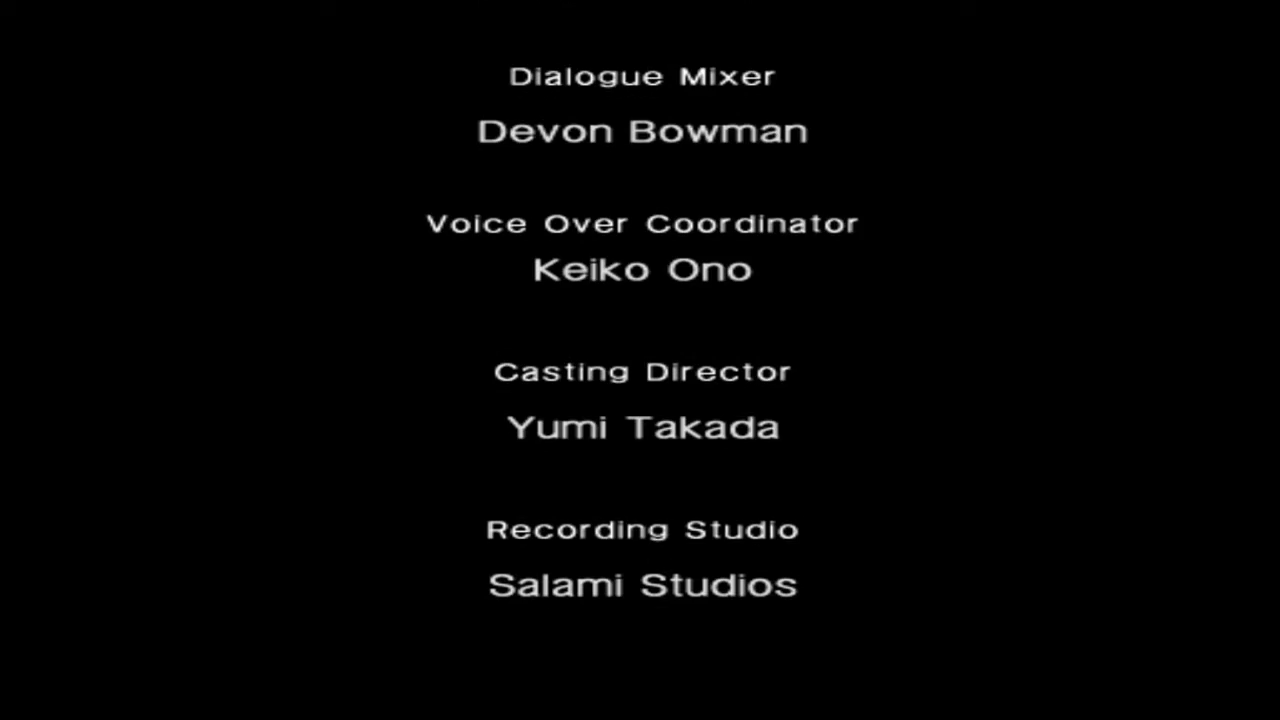 Dialogue Mixer
Devon Bowman
Voice Over Coordinator
Keiko Ono
Casting Director
Yumi Takada
Recording Studio
Salami Studios